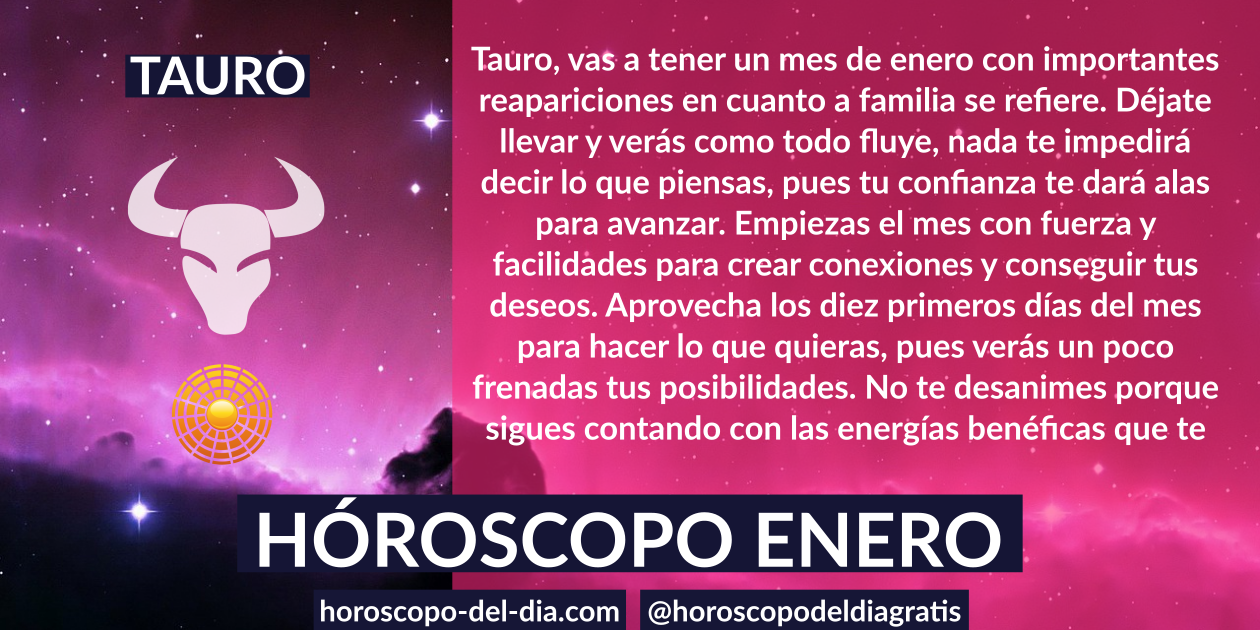 TAURO
Tauro, vas a tener un mes de enero con importantes
reapariciones en cuanto a familia se refiere. Déjate
llevar y verás como todo fluye, nada te impedirá
decir lo que piensas, pues tu confianza te dará alas
para avanzar. Empiezas el mes con fuerza y
facilidades para crear conexiones y conseguir tus
deseos. Aprovecha los diez primeros días del mes
para hacer lo que quieras, pues verás un poco
frenadas tus posibilidades. No te desanimes porque
sigues contando con las energías benéficas que te
HÓROSCOPO ENERO
horoscopo-del-dia.com
@horoscopodeldiagratis